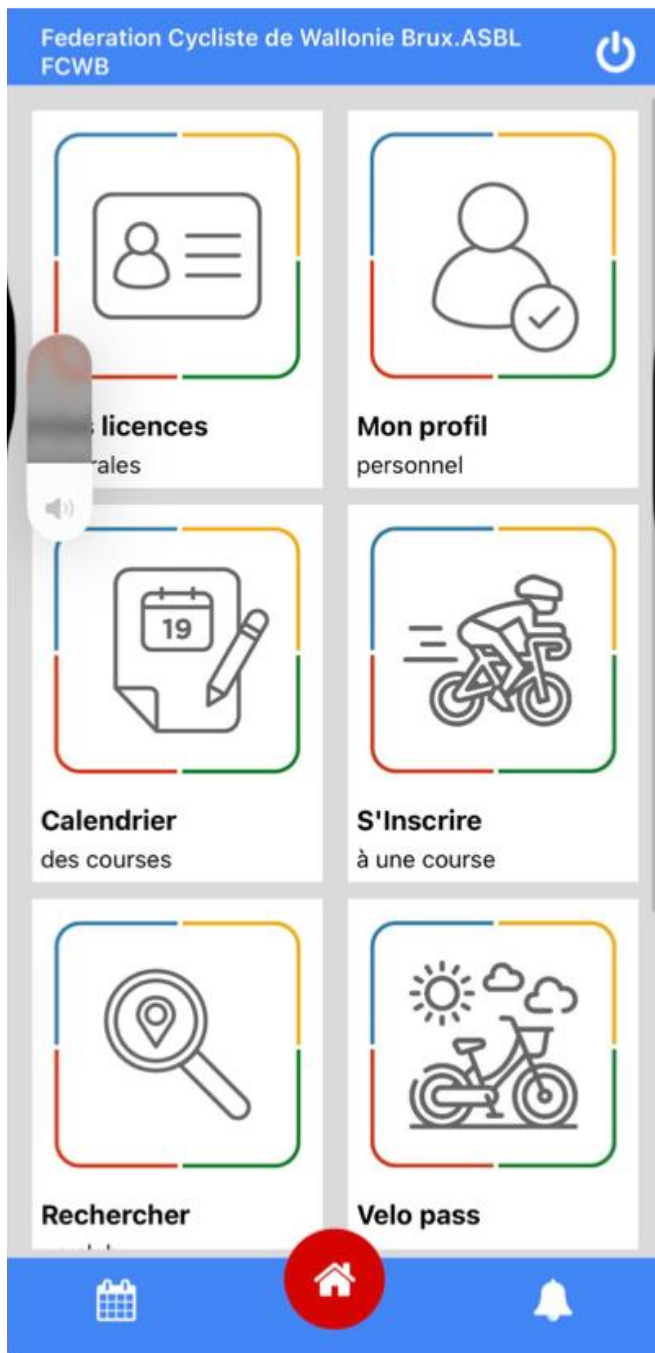 Federation Cycliste de Wallonie Brux.ASBL
FCWB
licences
Mon profil
rales
personnel
19
Calendrier
S'Inscrire
des courses
à une course
Rechercher
Velo pass